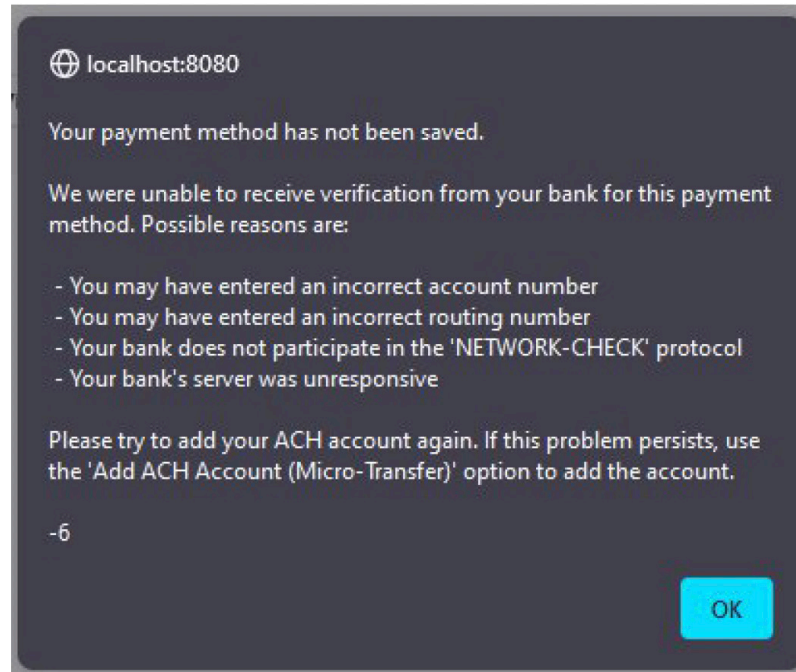 localhost:8080
Your payment method has not been saved.
We were unable to receive verification from your bank for this payment
method. Possible reasons are:
- You may have entered an incorrect account number
- You may have entered an incorrect routing number
- Your bank does not participate in the 'NETWORK-CHECK' protocol
- Your bank's server was unresponsive
Please try to add your ACH account again. If this problem persists, use
the 'Add ACH Account (Micro-Transfer)' option to add the account.
-6
OK